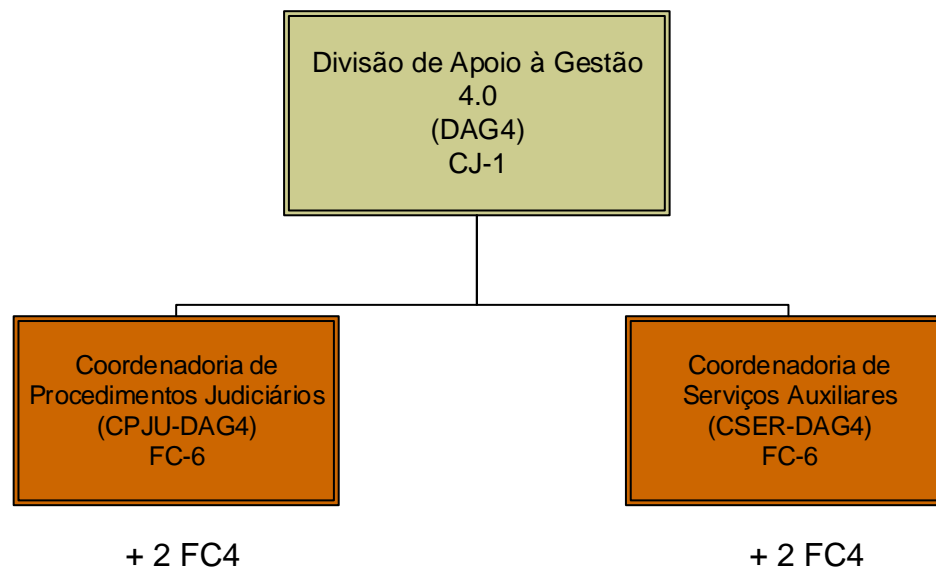 Divisão de Apoio à Gestão
4.0
(DAG4)
CJ-1
Coordenadoria de
Procedimentos Judiciários
(CPJU-DAG4)
FC-6
+ 2 FC4
Coordenadoria de
Serviços Auxiliares
(CSER-DAG4)
FC-6
+ 2 FC4